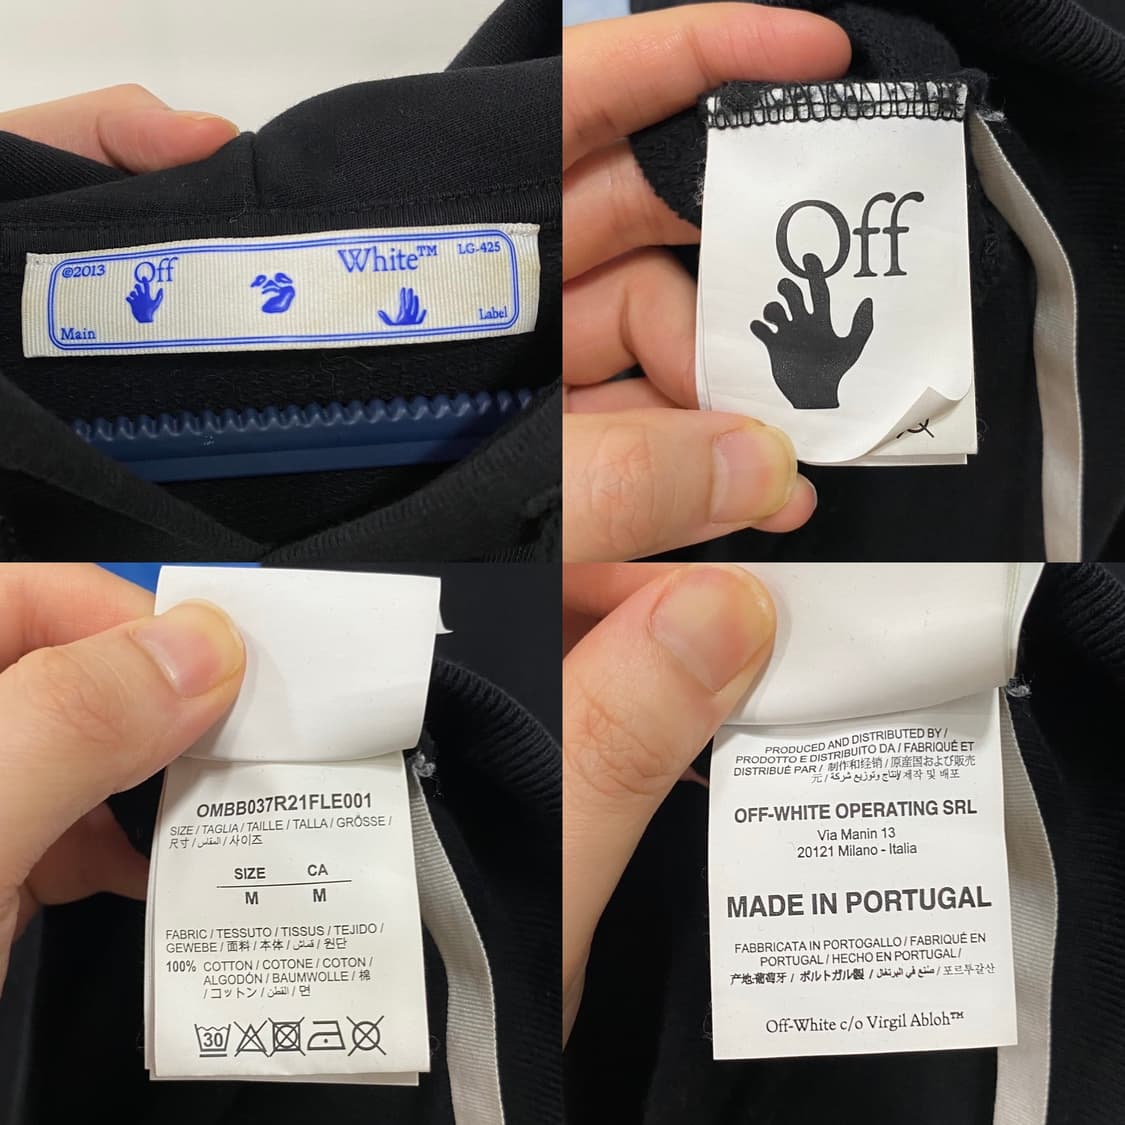 ©2013 Off White™ LG-425
Main Label
Off
OMBB037R21FLE001
SIZE / TAGLIA / TAILLE / TALLA / GRÖSSE /
尺寸 / المقاس / 사이즈
SIZE CA
M M
FABRIC / TESSUTO / TISSUS / TEJIDO /
GEWEBE / 面料 / 本体 / قماش / 원단
100% COTTON / COTONE / COTON /
ALGODÓN / BAUMWOLLE / 棉
/ コットン / القطن / 면
30
PRODUCED AND DISTRIBUTED BY /
PRODOTTO E DISTRIBUITO DA / FABRIQUÉ ET
DISTRIBUÉ PAR / 制作和经销 / 原産国および販売
元 / إنتاج وتوزيع شركة / 제작 및 배포
OFF-WHITE OPERATING SRL
Via Manin 13
20121 Milano - Italia
MADE IN PORTUGAL
FABBRICATA IN PORTOGALLO / FABRIQUÉ EN
PORTUGAL / HECHO EN PORTUGAL /
产地:葡萄牙 / ポルトガル製 / صنع في البرتغال / 포르투갈산
Off-White c/o Virgil Abloh™